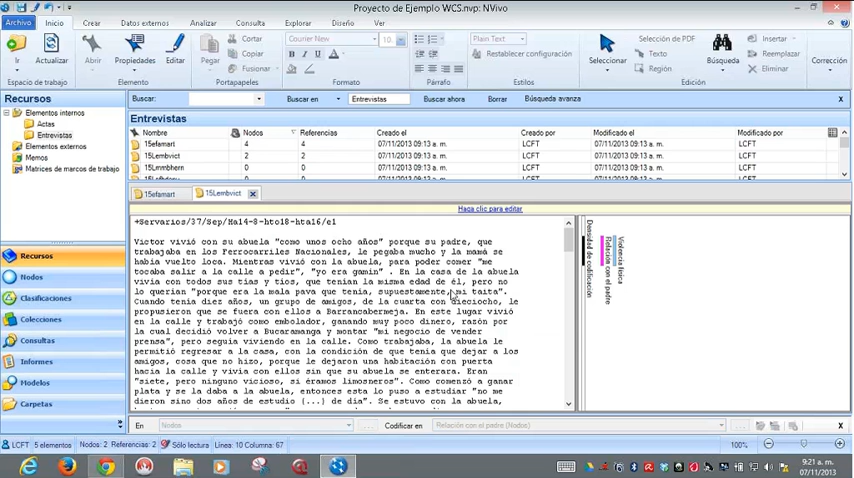 Proyecto de Ejemplo WCS.nvp: NVivo
Archivo Inicio Crear Datos externos Analizar Consulta Explorar Diseño Ver
Ir Actualizar Abrir Propiedades Editar Pegar Cortar Copiar Fusionar
Courier New 10 Plain Text
Restablecer configuración
Seleccionar Selección de PDF Texto Región
Búsqueda Insertar Reemplazar Eliminar Corrección
Espacio de trabajo Elemento Portapapeles Formato Párrafo Estilos Edición
Recursos
Elementos internos
Actas
Entrevistas
Elementos externos
Memos
Matrices de marcos de trabajo
Recursos
Nodos
Clasificaciones
Colecciones
Consultas
Informes
Modelos
Carpetas
Buscar: Buscar en Entrevistas Buscar ahora Borrar Búsqueda avanza x
Entrevistas
Nombre Nodos Referencias Creado el Creado por Modificado el Modificado por
15efamart 4 4 07/11/2013 09:13 a. m. LCFT 07/11/2013 09:13 a. m. LCFT
15Lembvict 2 2 07/11/2013 09:13 a. m. LCFT 07/11/2013 09:13 a. m. LCFT
15Lmmbhern 0 0 07/11/2013 09:13 a. m. LCFT 07/11/2013 09:13 a. m. LCFT
15efamart 15Lembvict
Haga clic para editar
+Servarios/37/Sep/Ma14-8-hto18-hta16/e1
Victor vivió con su abuela "como unos ocho años" porque su padre, que
trabajaba en los Ferrocarriles Nacionales, le pegaba mucho y la mamá se
había vuelto loca. Mientras vivió con la abuela, para poder comer "me
tocaba salir a la calle a pedir", "yo era gamin" . En la casa de la abuela
vivía con todos sus tías y tíos, que tenían la misma edad de él, pero no
lo querían "porque era la mala pava que tenía, supuestamente, mi taita".
Cuando tenía diez años, un grupo de amigos, de la cuarta con dieciocho, le
propusieron que se fuera con ellos a Barrancabermeja. En este lugar vivió
en la calle y trabajó como embolador, ganando muy poco dinero, razón por
la cual decidió volver a Bucaramanga y montar "mi negocio de vender
prensa", pero seguia viviendo en la calle. Como trabajaba, la abuela le
permitió regresar a la casa, con la condición de que tenía que dejar a los
amigos, cosa que no hizo, porque le dejaron una habitación con puerta
hacia la calle y vivia con ellos sin que su abuela se enterara. Eran
"siete, pero ninguno vicioso, sí éramos limosneros". Como comenzó a ganar
plata y se la daba a la abuela, entonces esta lo puso a estudiar "no me
dieron sino dos años de estudio {...} de día". Se estuvo con la abuela,
Densidad de codificación
Relación con el padre
Violencia física
En Nodos Codificar en Relación con el padre (Nodos)
LCFT 5 elementos Nodos: 2 Referencias: 2 Sólo lectura Línea: 10 Columna: 67 100%
9:21 a. m.
07/11/2013